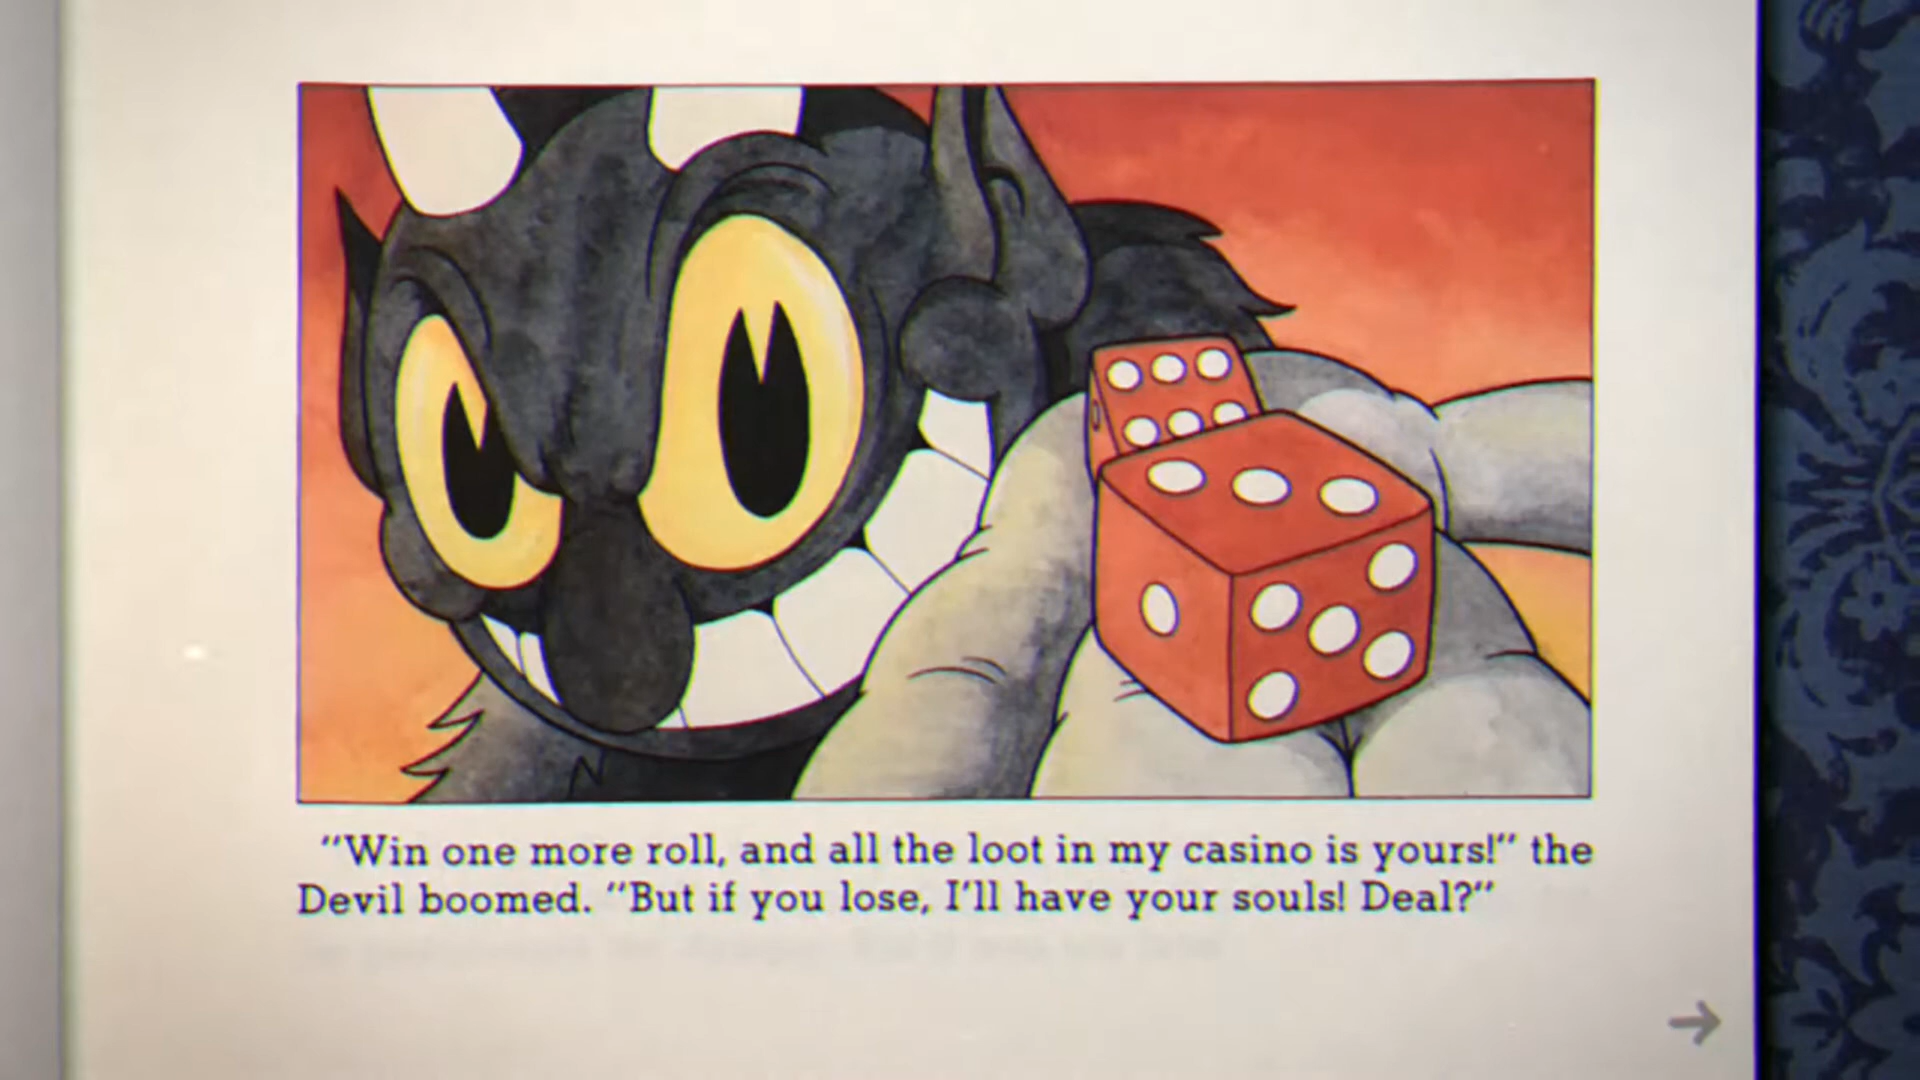 “Win one more roll, and all the loot in my casino is yours!” the
Devil boomed. “But if you lose, I’ll have your souls! Deal?”